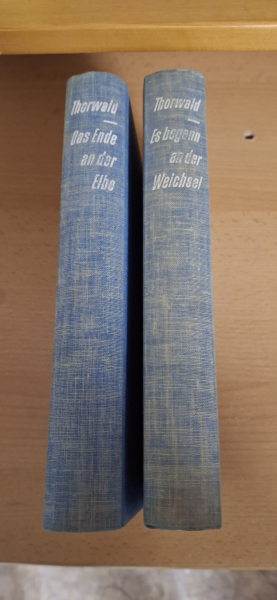 Thorwald
Das Ende
an der
Elbe
Thorwald
Es begann
an der
Weichsel